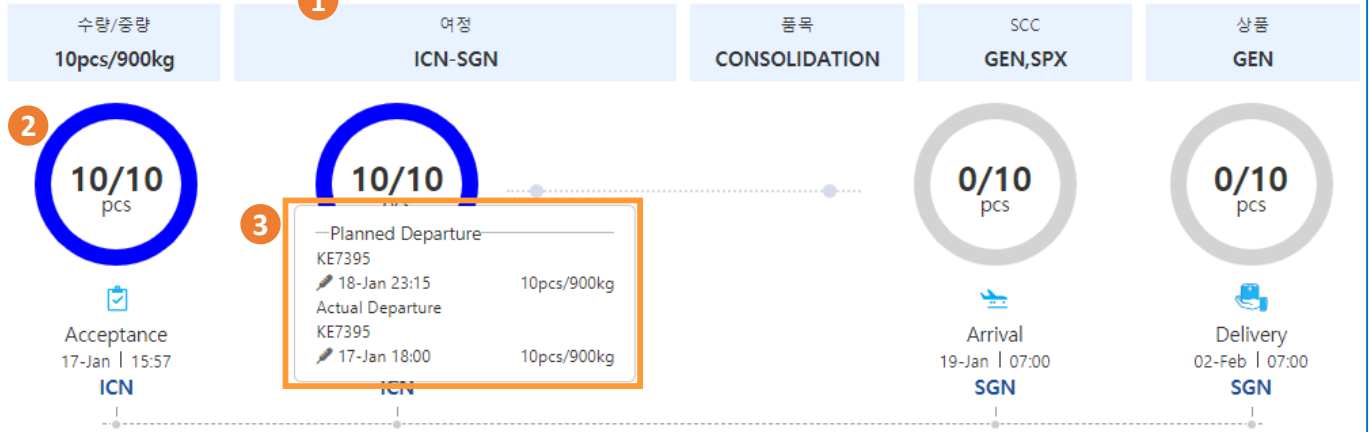 1
수량/중량
10pcs/900kg
여정
ICN-SGN
품목
CONSOLIDATION
SCC
GEN,SPX
상품
GEN
2
10/10
pcs
10/10
0/10
pcs
0/10
pcs
3
Planned Departure
KE7395
18-Jan 23:15 10pcs/900kg
Actual Departure
KE7395
17-Jan 18:00 10pcs/900kg
Acceptance
17-Jan | 15:57
ICN
ICN
Arrival
19-Jan | 07:00
SGN
Delivery
02-Feb | 07:00
SGN